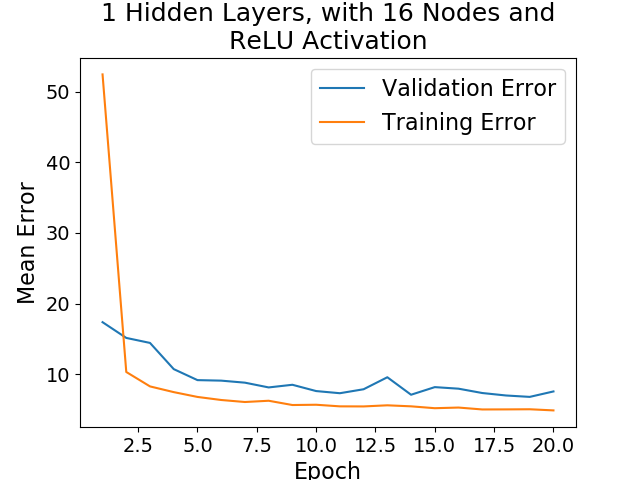 1 Hidden Layers, with 16 Nodes and
ReLU Activation
Validation Error
Training Error
Mean Error
50
40
30
20
10
2.5 5.0 7.5 10.0 12.5 15.0 17.5 20.0
Epoch